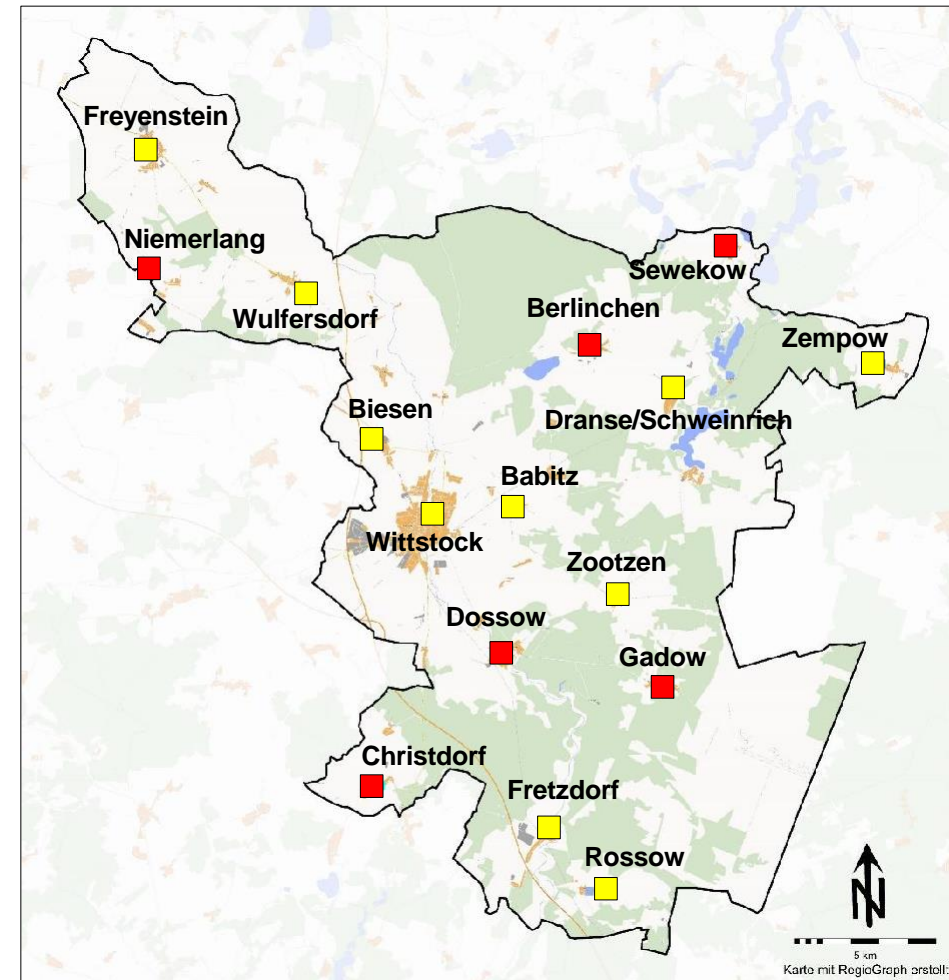 Freyenstein
Niemerlang
Sewekow
Wulfersdorf
Berlinchen
Zempow
Biesen
Dranse/Schweinrich
Babitz
Wittstock
Zootzen
Dossow
Gadow
Christdorf
Fretzdorf
Rossow
N
5 km
Karte mit RegioGraph erstellt